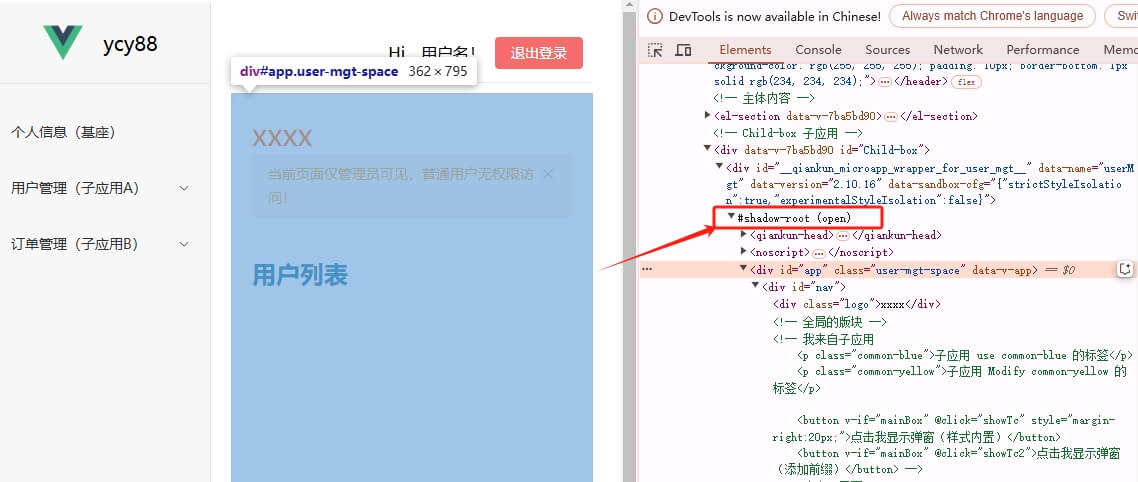 ycy88
Hi，用户名！
退出登录
div#app.user-mgt-space 362 × 795
个人信息（基座）
用户管理（子应用A）
订单管理（子应用B）
XXXX
当前页面仅管理员可见，普通用户无权限访
问！
用户列表
DevTools is now available in Chinese!
Always match Chrome's language
Swi
Elements
Console
Sources
Network
Performance
Memo
ckground-color: rgb(255, 255, 255); padding: 10px; border-bottom: 1px
solid rgb(234, 234, 234);">⋯</header> flex
<!-- 主体内容 -->
<el-section data-v-7ba5bd90>⋯</el-section>
<!-- Child-box 子应用 -->
<div data-v-7ba5bd90 id="Child-box">
<div id="__qiankun_microapp_wrapper_for_user_mgt__" data-name="userM
gt" data-version="2.10.16" data-sandbox-cfg="{"strictStyleIsolatio
n":true,"experimentalStyleIsolation":false}">
#shadow-root (open)
<qiankun-head>⋯</qiankun-head>
<noscript>⋯</noscript>
<div id="app" class="user-mgt-space" data-v-app> == $0
<div id="nav">
<div class="logo">xxxx</div>
<!-- 全局的版块 -->
<!-- 我来自子应用
<p class="common-blue">子应用 use common-blue 的标签</p>
<p class="common-yellow">子应用 Modify common-yellow 的
标签</p>
<button v-if="mainBox" @click="showTc" style="margin-
right:20px;">点击我显示弹窗（样式内置）</button>
<button v-if="mainBox" @click="showTc2">点击我显示弹窗
（添加前缀）</button> -->